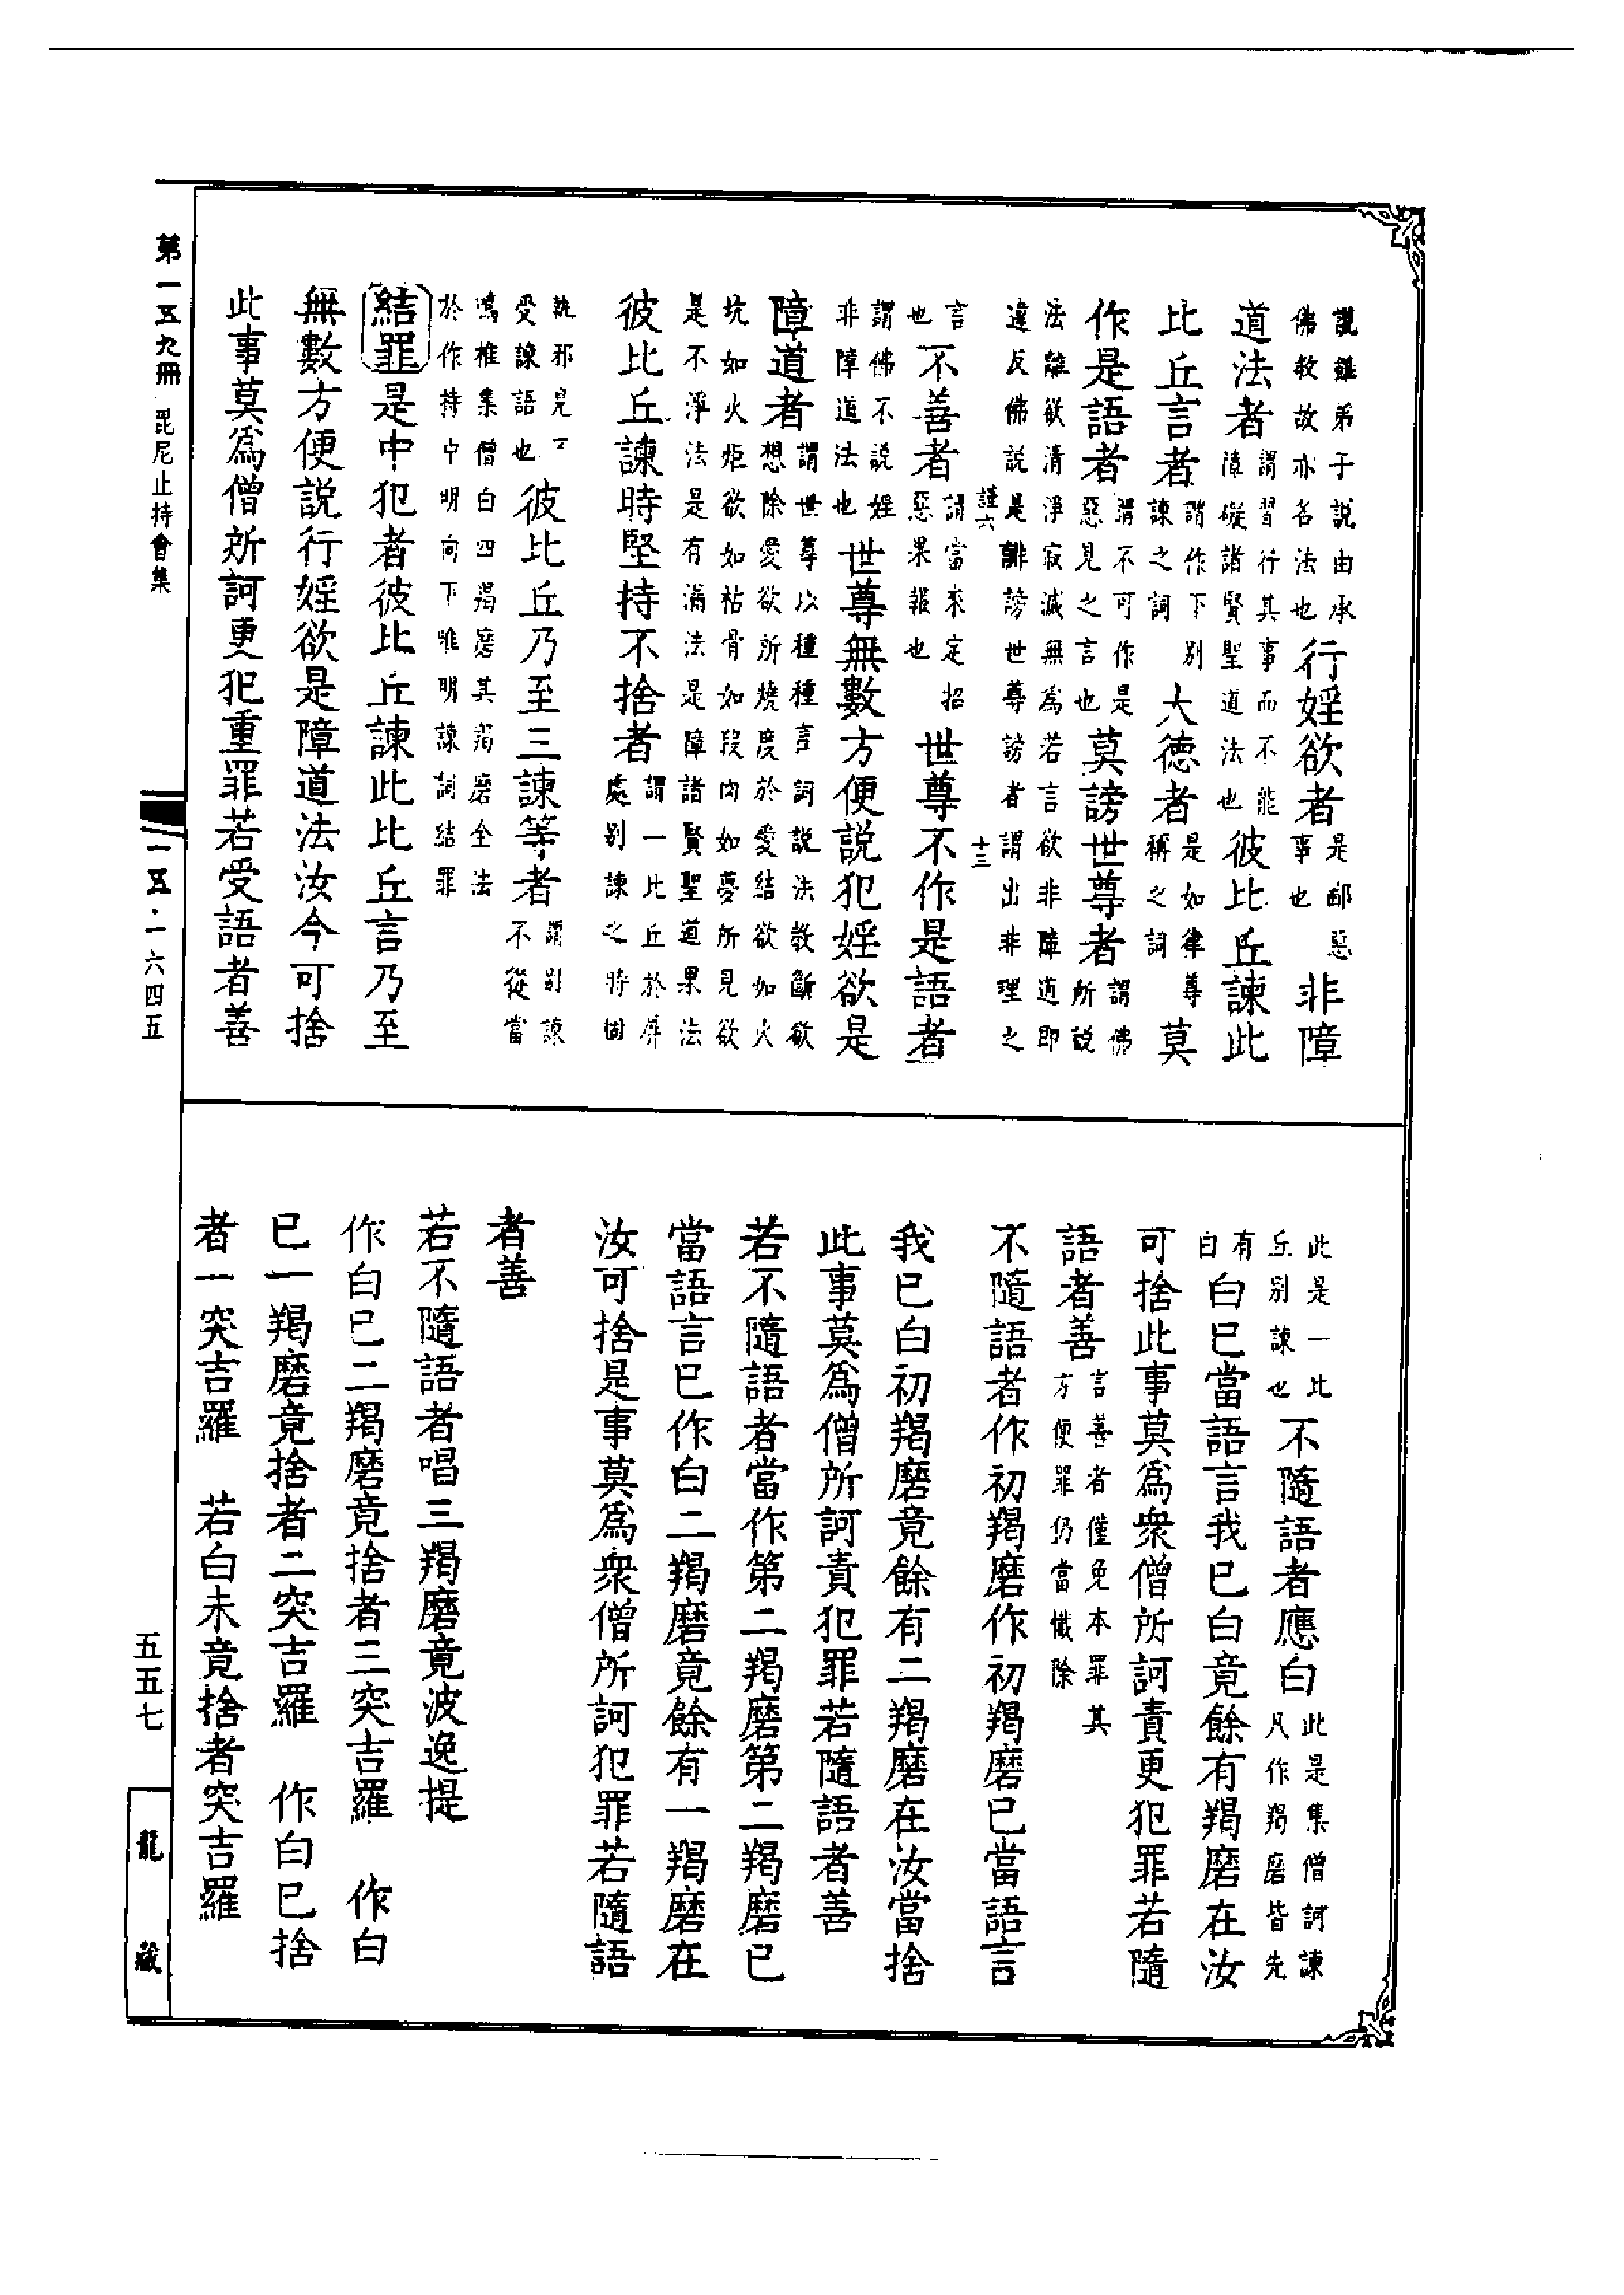 說雖弟子說由承佛教故亦名法也行婬欲者是鄙惡事也非障
道法者謂習行其事而不能障礙諸賢聖道法也彼比丘諫此
比丘言者謂作下別諫之詞大德者是如律尊稱之詞莫
作是語者謂不可作是惡見之言也莫謗世尊者謂佛所說
法離欲清淨寂滅無為若言欲非障道即
違反佛說是誹謗世尊謗者謂出非理之
謹六
十三
言也不善者謂當來定招惡果報也世尊不作是語者
謂佛不說婬非障道法也世尊無數方便說犯婬欲是
障道者謂世尊以種種言詞說法教斷欲想除愛欲所燒度於愛結欲如火
坑如火炬欲如枯骨如段肉如夢所見欲
是不淨法是有漏法是障諸賢聖道果法
彼比丘諫時堅持不捨者謂一比丘於屏處別諫之時固
執邪見不受諫語也彼比丘乃至三諫等者謂別諫不從當
鳴椎集僧白四羯磨其羯磨全法
於作持中明向下唯明諫詞結罪
結罪是中犯者彼比丘諫此比丘言乃至
無數方便說行婬欲是障道法汝今可捨
此事莫為僧所訶更犯重罪若受語者善
此是一比丘別諫也不隨語者應白此是集僧訶諫凡作羯磨皆先
有白白已當語言我已白竟餘有羯磨在汝
可捨此事莫為衆僧所訶責更犯罪若隨
語者善言善者僅免本罪其方便罪仍當懺除
不隨語者作初羯磨作初羯磨已當語言
我已白初羯磨竟餘有二羯磨在汝當捨
此事莫為僧所訶責犯罪若隨語者善
若不隨語者當作第二羯磨第二羯磨已
當語言已作白二羯磨竟餘有一羯磨在
汝可捨是事莫為衆僧所訶犯罪若隨語
者善
若不隨語者唱三羯磨竟波逸提
作白已二羯磨竟捨者三突吉羅　作白
已一羯磨竟捨者二突吉羅　作白已捨
者一突吉羅　若白未竟捨者突吉羅
第一五九冊　毘尼止持會集
一五·一六四五
五五七
龍藏